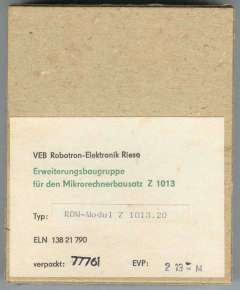 VEB Robotron-Elektronik Riesa
Erweiterungsbaugruppe
für den Mikrorechnerbausatz Z 1013
Typ: ROM-Modul Z 1013.20
ELN 138 21 790
verpackt: EVP: 213 - M